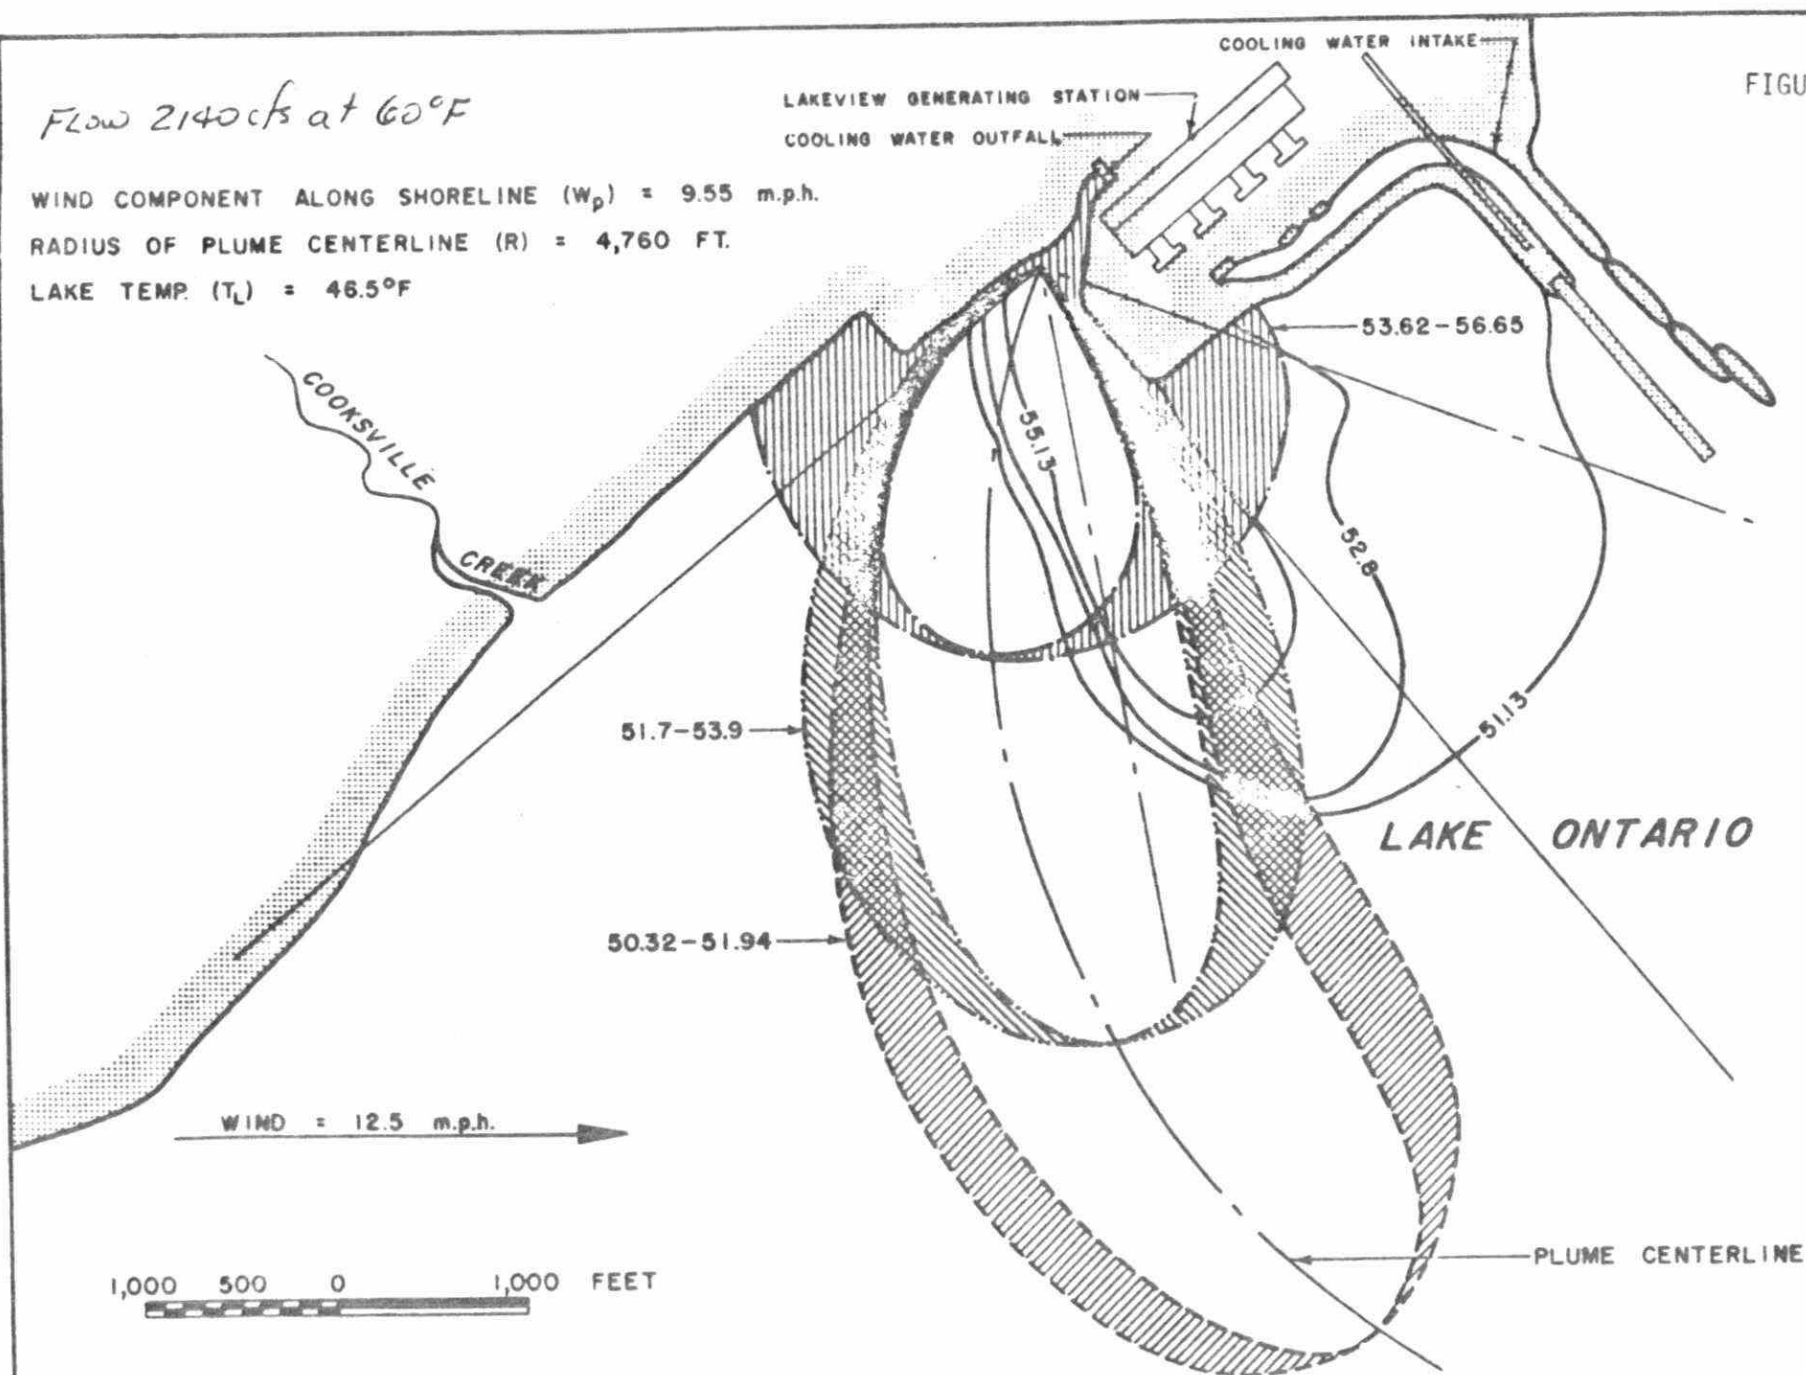 COOLING WATER INTAKE
FIGU
LAKEVIEW GENERATING STATION
COOLING WATER OUTFALL
Flow 2140 cfs at 60°F
WIND COMPONENT ALONG SHORELINE (Wp) = 9.55 m.p.h.
RADIUS OF PLUME CENTERLINE (R) = 4,760 FT.
LAKE TEMP. (TL) = 46.5°F
53.62-56.65
COOKSVILLE
CREEK
55.13
52.8
51.13
51.7-53.9
LAKE ONTARIO
50.32-51.94
WIND = 12.5 m.p.h.
PLUME CENTERLINE
1,000 500 0 1,000 FEET